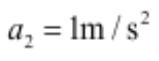 a₂ = 1m / s²